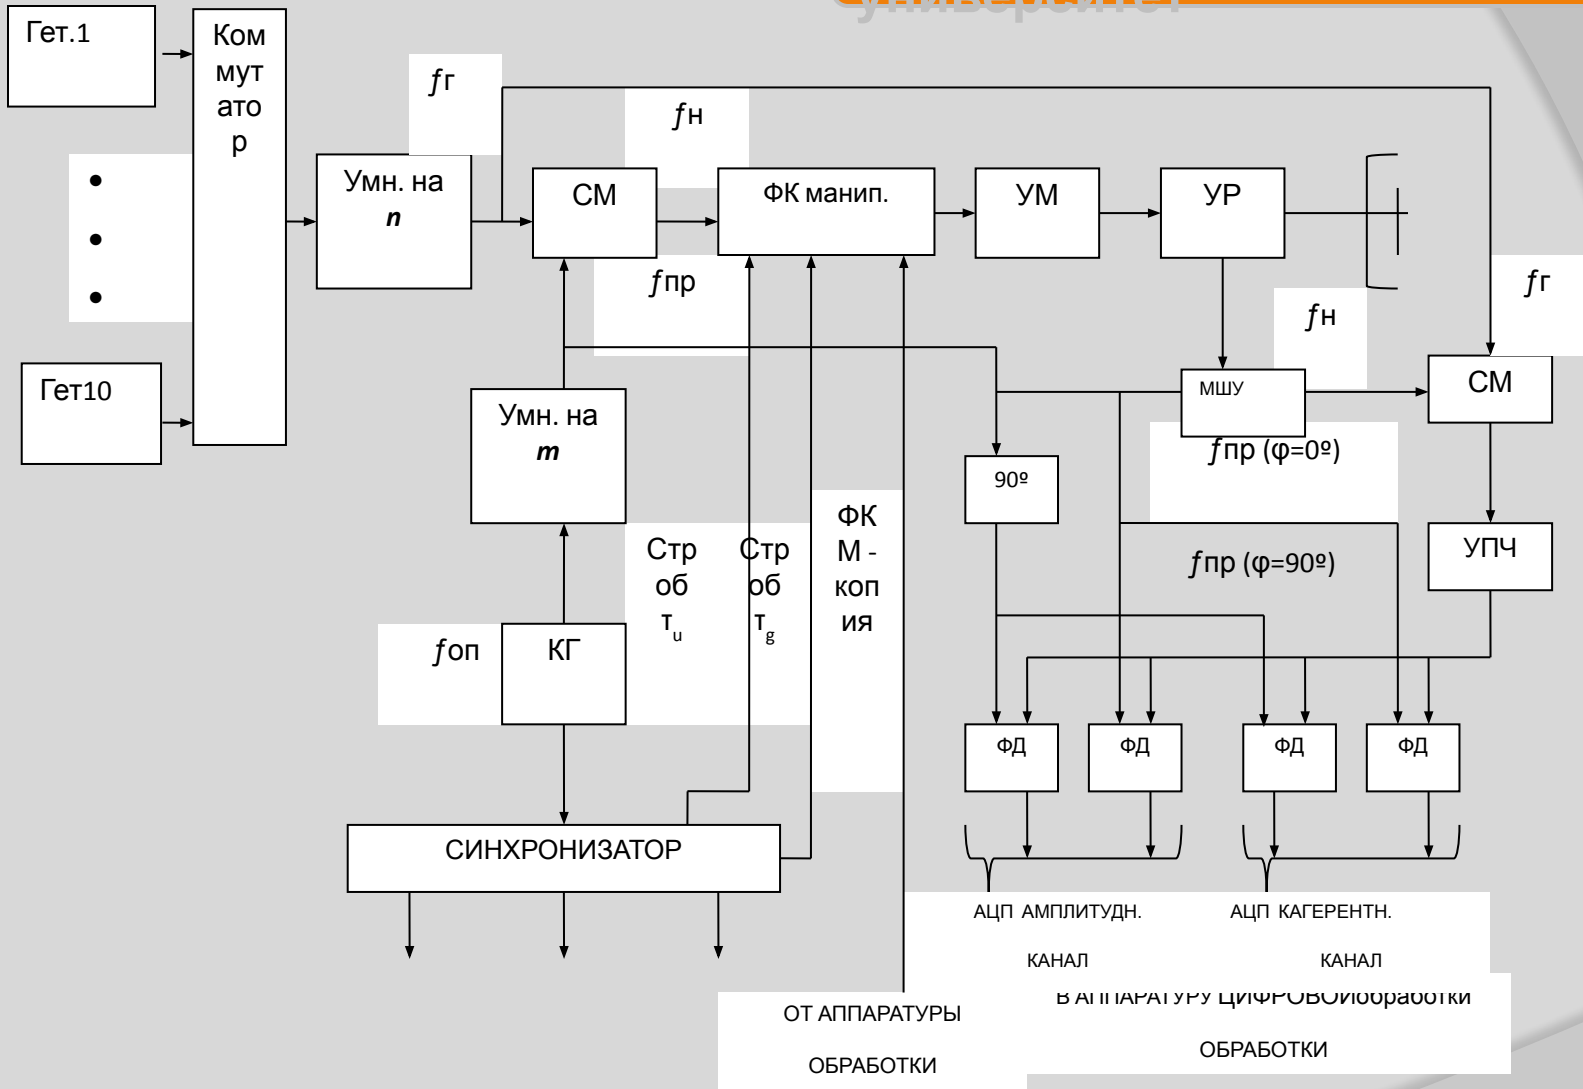 университет
Гет.1
Ком
мут
ато
р
fг
fн
Умн. на
n
СМ
ФК манип.
УМ
УР
•
•
•
fпр
fг
fн
Гет10
Умн. на
m
МШУ
СМ
fпр (φ=0º)
90º
Стр
об
τu
Стр
об
τg
ФК
М -
коп
ия
fпр (φ=90º)
УПЧ
fоп
КГ
ФД
ФД
ФД
ФД
СИНХРОНИЗАТОР
АЦП АМПЛИТУДН.
КАНАЛ
АЦП КАГЕРЕНТН.
КАНАЛ
ОТ АППАРАТУРЫ
ОБРАБОТКИ
В АППАРАТУРУ ЦИФРОВОЙобработки
ОБРАБОТКИ